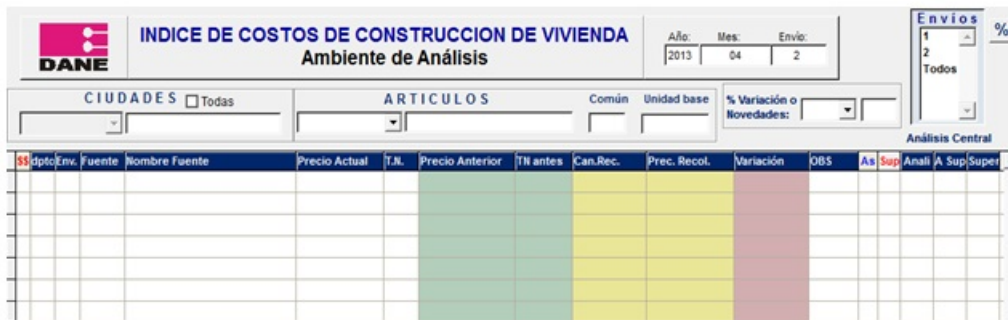 DANE
INDICE DE COSTOS DE CONSTRUCCION DE VIVIENDA
Ambiente de Análisis
Año: Mes: Envío:
2013 04 2
Envíos
1
2
Todos
%
CIUDADES Todas
ARTICULOS Común Unidad base
% Variación o
Novedades:
Análisis Central
$$ dpto Env. Fuente Nombre Fuente Precio Actual T.N. Precio Anterior TN antes Can.Rec. Prec. Recol. Variación OBS As Sup Anali A Sup Super